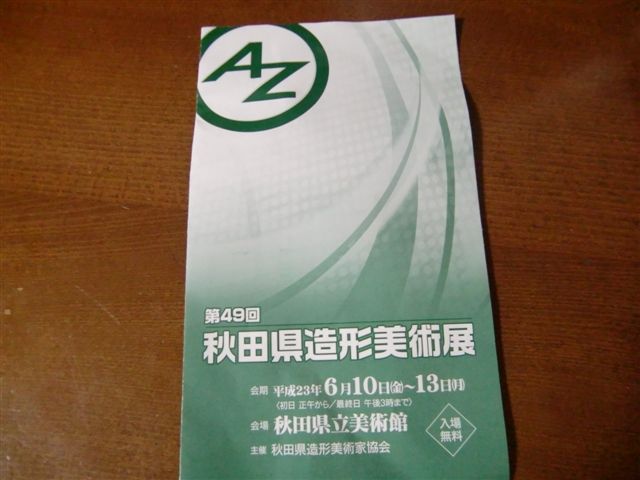 AZ
第49回
秋田県造形美術展
会期 平成23年6月10日(金)~13日(月)
〈初日 正午から/最終日 午後3時まで〉
会場 秋田県立美術館
主催 秋田県造形美術家協会
入場
無料